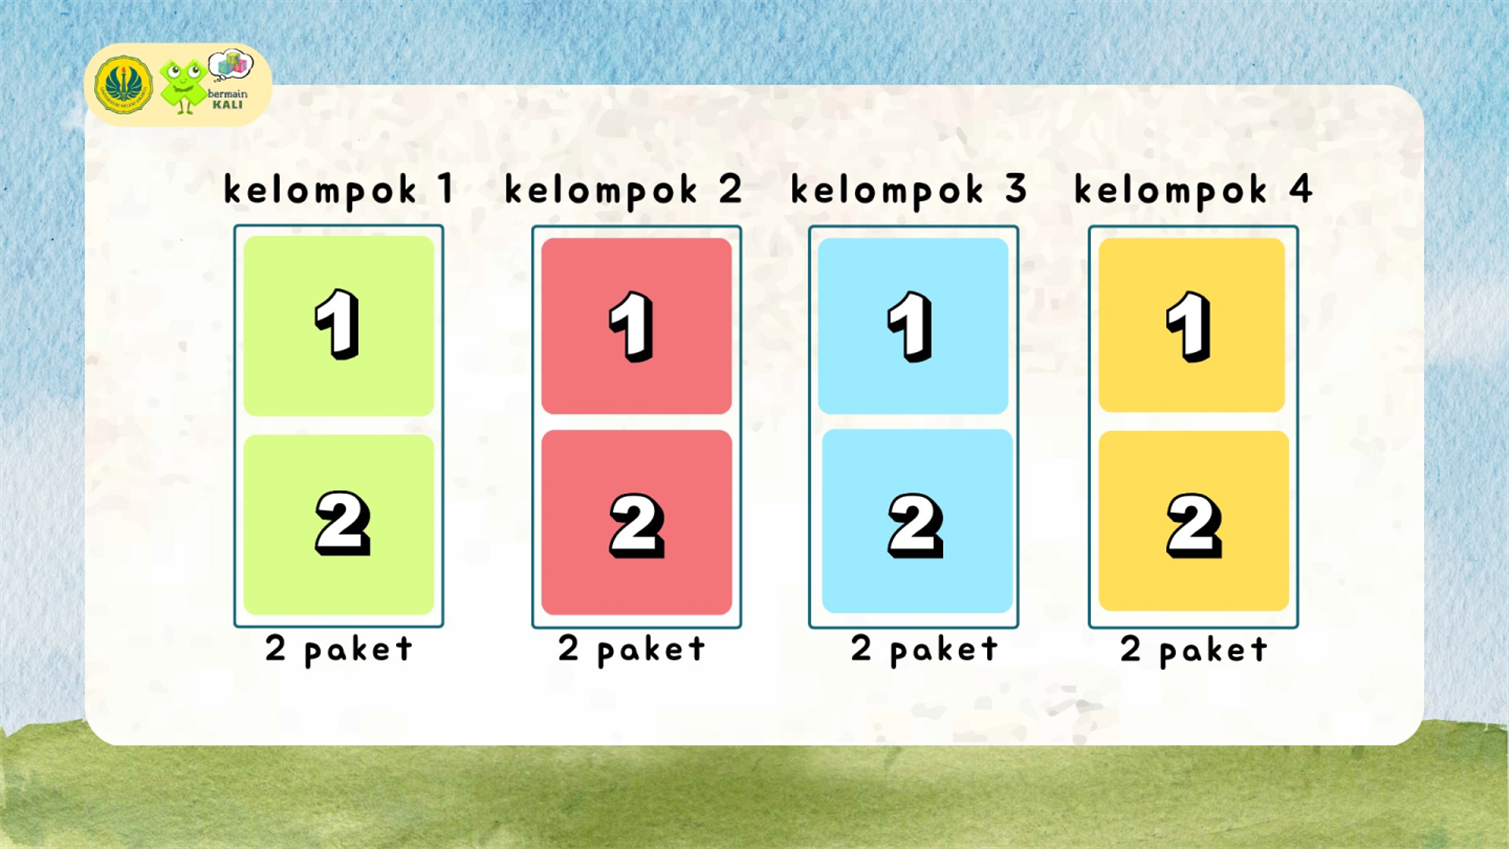 bermain
KALI
kelompok 1 kelompok 2 kelompok 3 kelompok 4
1 1 1 1
2 2 2 2
2 paket 2 paket 2 paket 2 paket